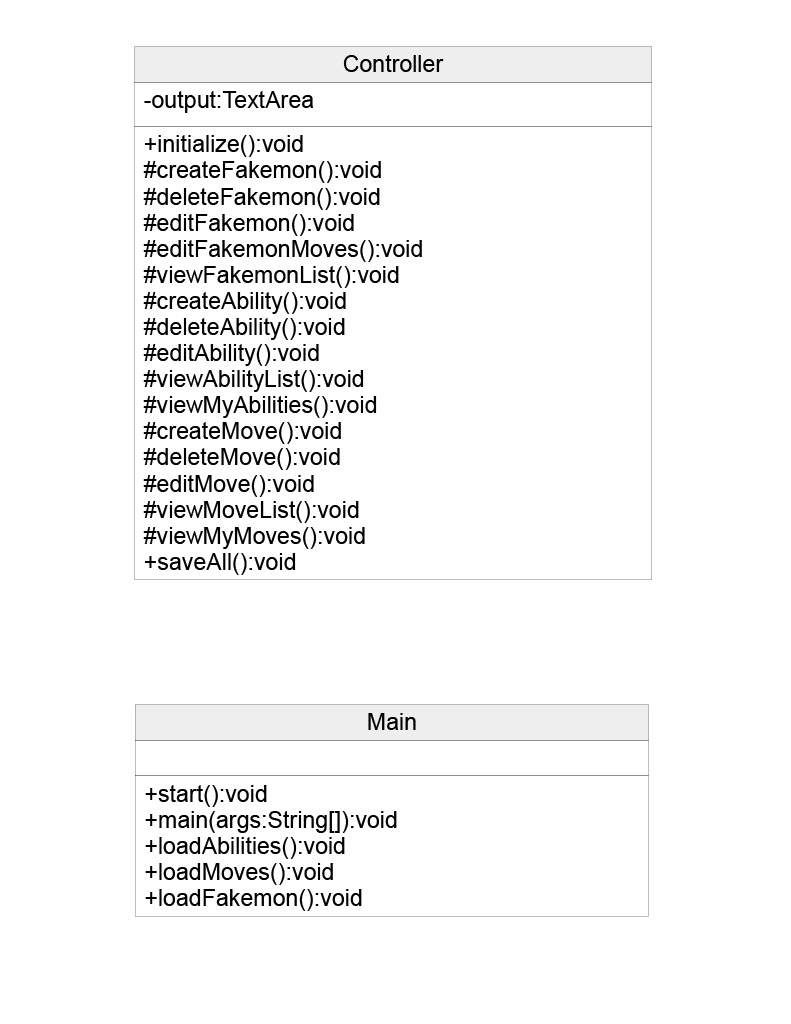 Controller
-output:TextArea
+initialize():void
#createFakemon():void
#deleteFakemon():void
#editFakemon():void
#editFakemonMoves():void
#viewFakemonList():void
#createAbility():void
#deleteAbility():void
#editAbility():void
#viewAbilityList():void
#viewMyAbilities():void
#createMove():void
#deleteMove():void
#editMove():void
#viewMoveList():void
#viewMyMoves():void
+saveAll():void
Main
+start():void
+main(args:String[]):void
+loadAbilities():void
+loadMoves():void
+loadFakemon():void